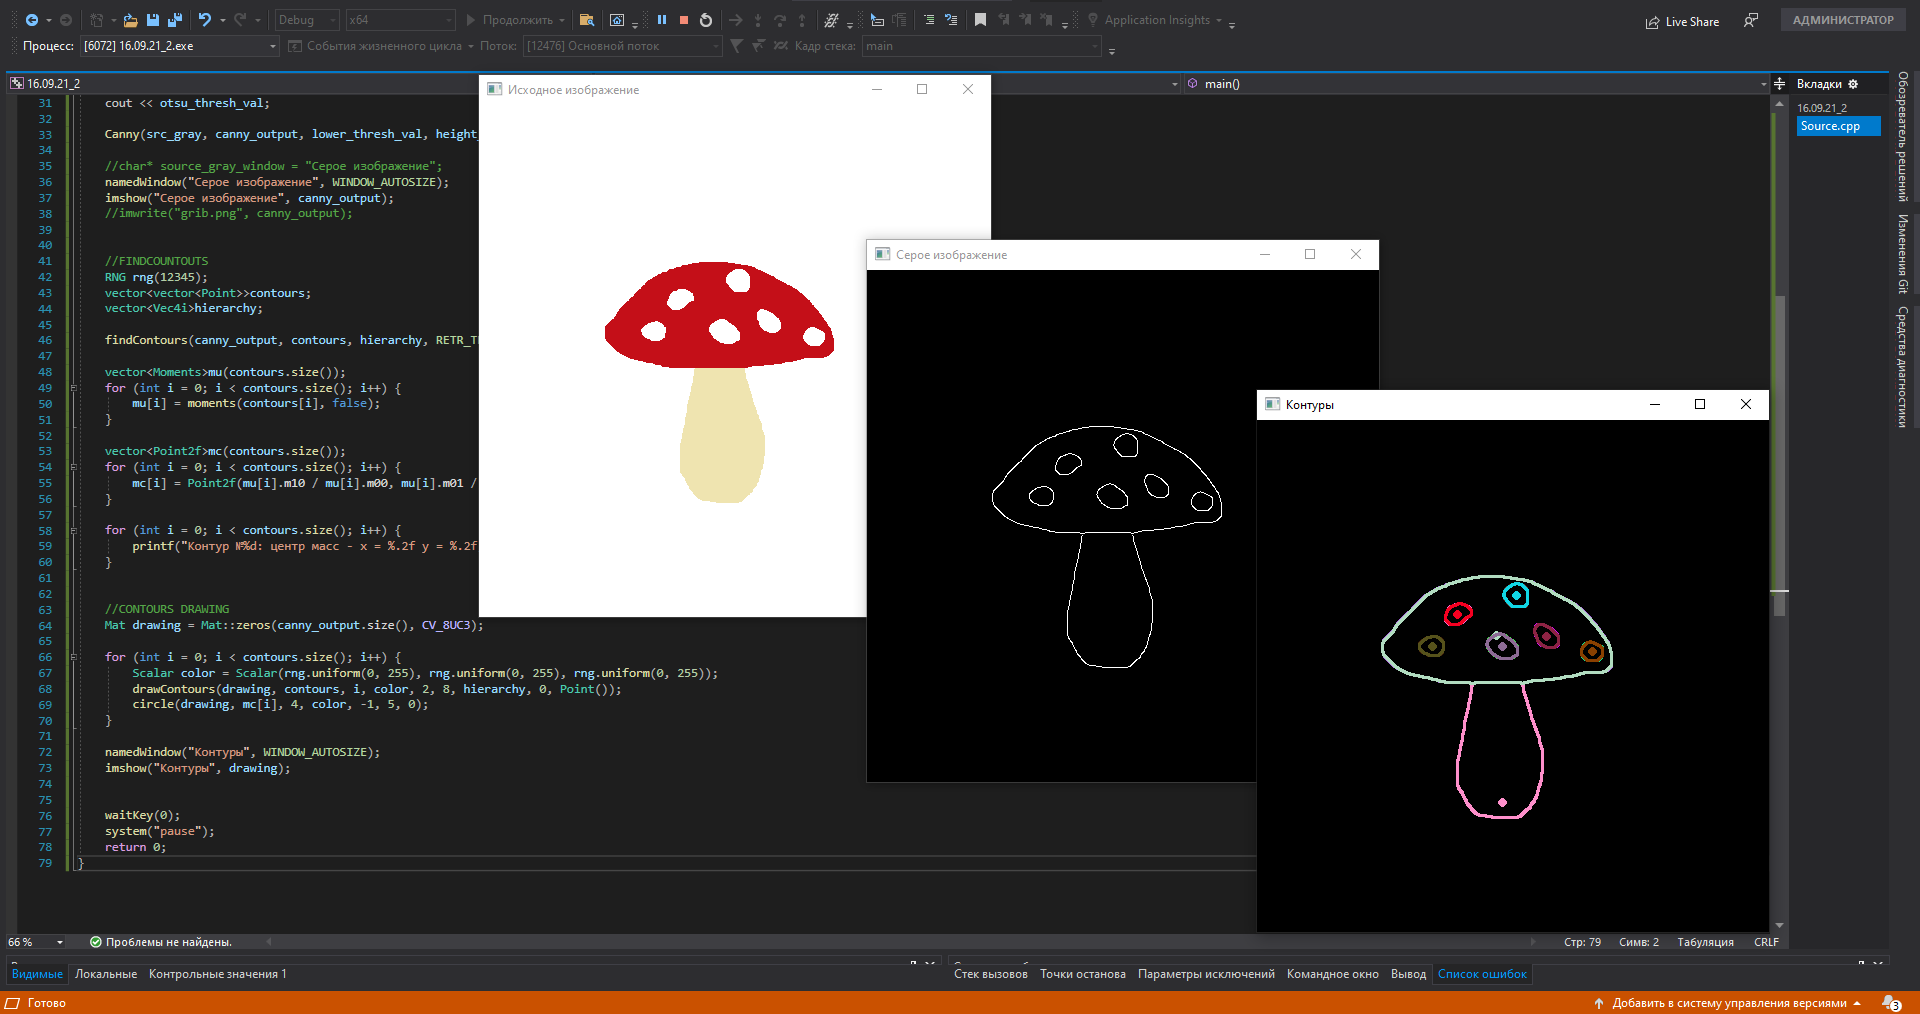 Debug
x64
Продолжить
Application Insights
Live Share
АДМИНИСТРАТОР
Процесс: [6072] 16.09.21_2.exe
События жизненного цикла
Поток: [12476] Основной поток
Кадр стека: main
16.09.21_2
main()
31 cout << otsu_thresh_val;
32
33 Canny(src_gray, canny_output, lower_thresh_val, height_
34
35 //char* source_gray_window = "Серое изображение";
36 namedWindow("Серое изображение", WINDOW_AUTOSIZE);
37 imshow("Серое изображение", canny_output);
38 //imwrite("grib.png", canny_output);
39
40
41 //FINDCOUNTOUTS
42 RNG rng(12345);
43 vector<vector<Point>>contours;
44 vector<Vec4i>hierarchy;
45
46 findContours(canny_output, contours, hierarchy, RETR_T
47
48 vector<Moments>mu(contours.size());
49 for (int i = 0; i < contours.size(); i++) {
50 mu[i] = moments(contours[i], false);
51 }
52
53 vector<Point2f>mc(contours.size());
54 for (int i = 0; i < contours.size(); i++) {
55 mc[i] = Point2f(mu[i].m10 / mu[i].m00, mu[i].m01 /
56 }
57
58 for (int i = 0; i < contours.size(); i++) {
59 printf("Контур №%d: центр масс - x = %.2f y = %.2f
60 }
61
62
63 //CONTOURS DRAWING
64 Mat drawing = Mat::zeros(canny_output.size(), CV_8UC3);
65
66 for (int i = 0; i < contours.size(); i++) {
67 Scalar color = Scalar(rng.uniform(0, 255), rng.uniform(0, 255), rng.uniform(0, 255));
68 drawContours(drawing, contours, i, color, 2, 8, hierarchy, 0, Point());
69 circle(drawing, mc[i], 4, color, -1, 5, 0);
70 }
71
72 namedWindow("Контуры", WINDOW_AUTOSIZE);
73 imshow("Контуры", drawing);
74
75
76 waitKey(0);
77 system("pause");
78 return 0;
79 }
Исходное изображение
Серое изображение
Контуры
Вкладки
16.09.21_2
Source.cpp
Обозреватель решений
Изменения Git
Средства диагностики
66 %
Проблемы не найдены.
Стр: 79
Симв: 2
Табуляция
CRLF
Видимые
Локальные
Контрольные значения 1
Стек вызовов
Точки останова
Параметры исключений
Командное окно
Вывод
Список ошибок
Готово
Добавить в систему управления версиями
3